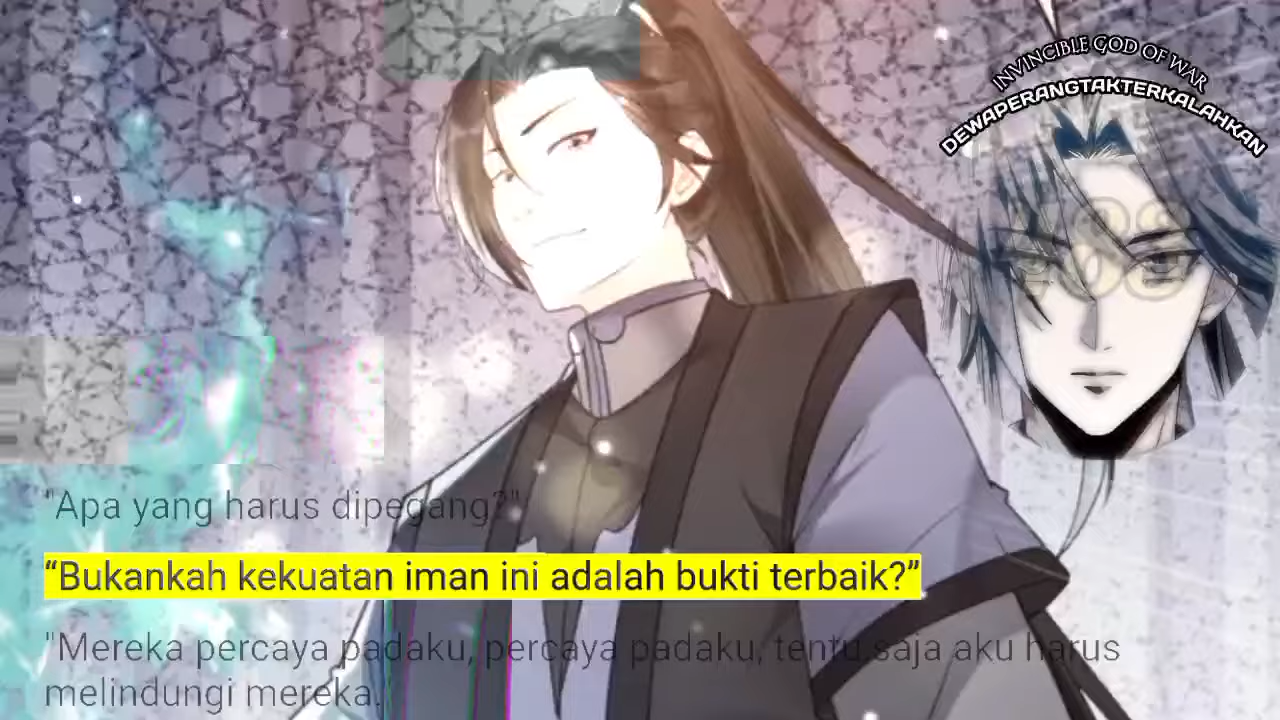 INVINCIBLE GOD OF WAR
DEWAPERANGTAKTERKALAHKAN
"Apa yang harus dipegang?"
“Bukankah kekuatan iman ini adalah bukti terbaik?”
"Mereka percaya padaku, percaya padaku, tentu saja aku harus
melindungi mereka."